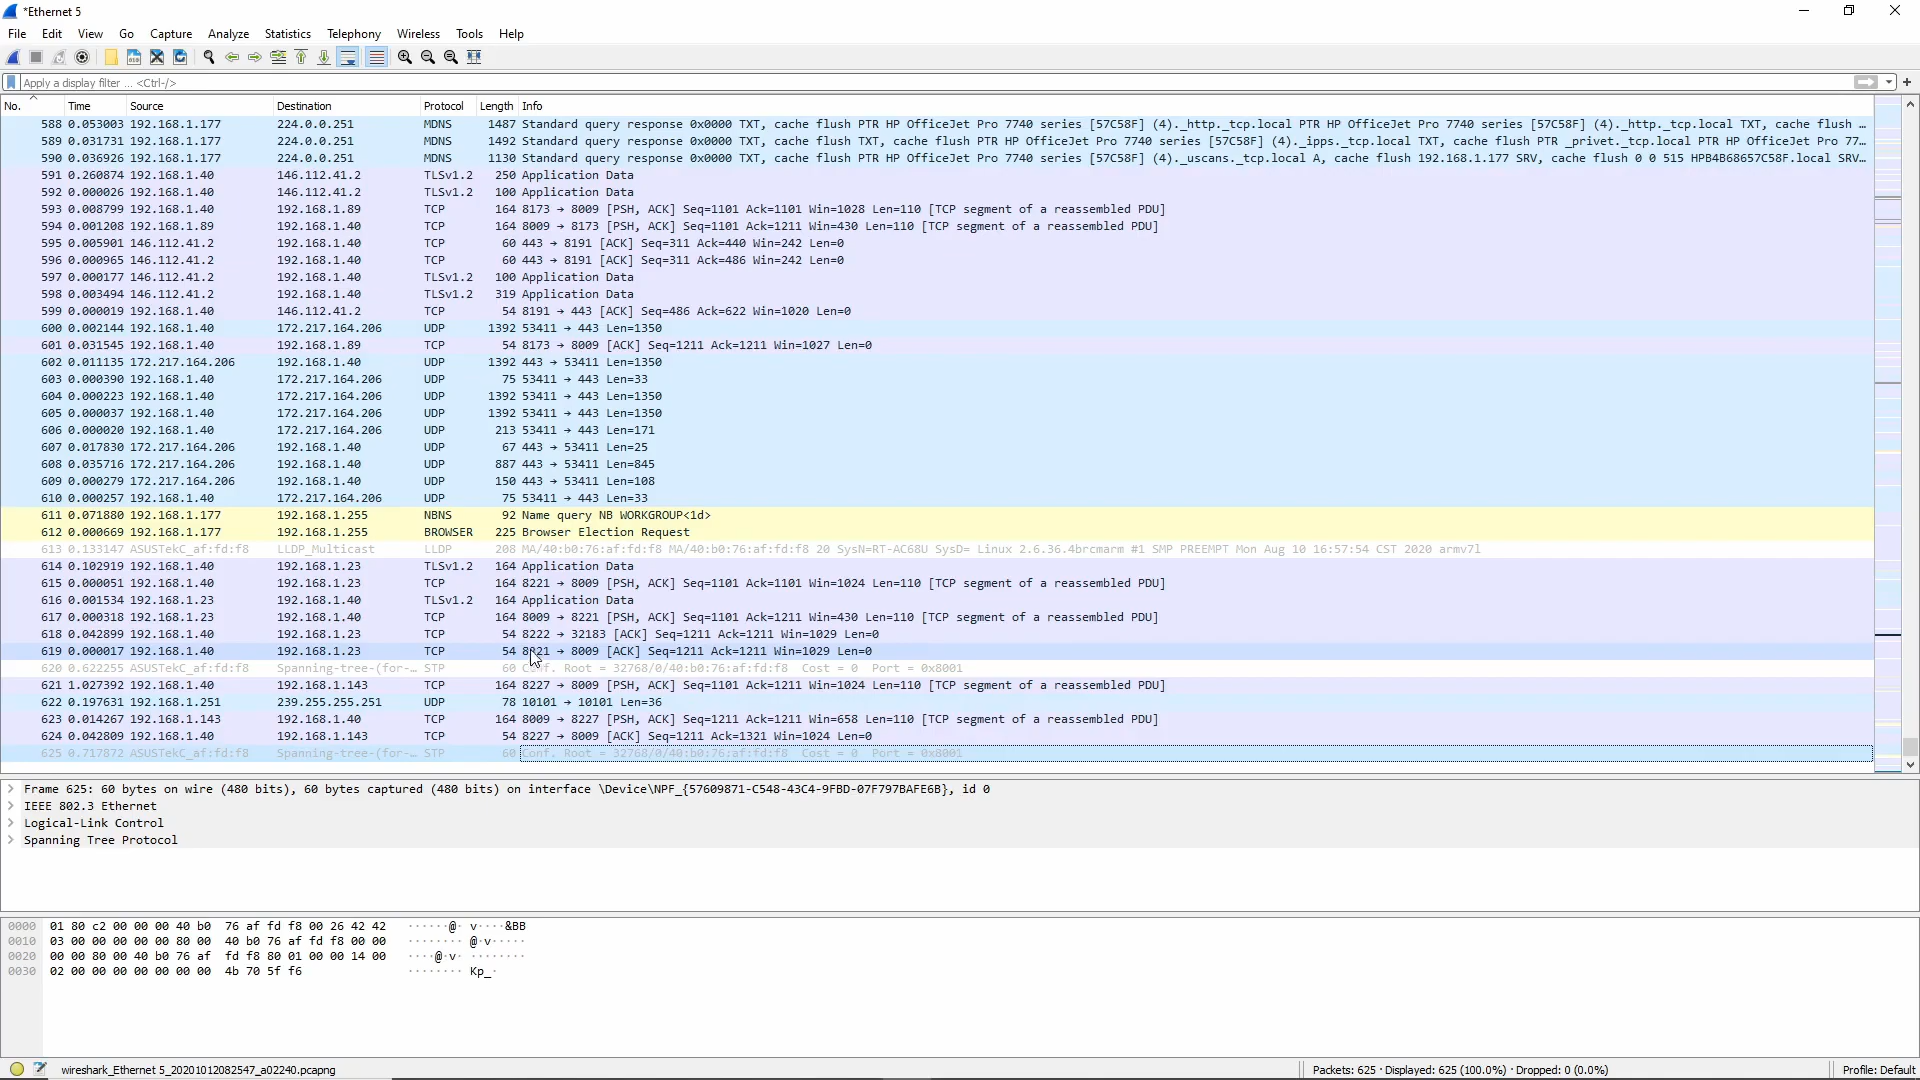 *Ethernet 5
File Edit View Go Capture Analyze Statistics Telephony Wireless Tools Help
Apply a display filter ... <Ctrl-/>
No. Time Source Destination Protocol Length Info
588 0.053003 192.168.1.177 224.0.0.251 MDNS 1487 Standard query response 0x0000 TXT, cache flush PTR HP OfficeJet Pro 7740 series [57C58F] (4)._http._tcp.local PTR HP OfficeJet Pro 7740 series [57C58F] (4)._http._tcp.local TXT, cache flush …
589 0.031731 192.168.1.177 224.0.0.251 MDNS 1492 Standard query response 0x0000 TXT, cache flush TXT, cache flush PTR HP OfficeJet Pro 7740 series [57C58F] (4)._ipps._tcp.local TXT, cache flush PTR _privet._tcp.local PTR HP OfficeJet Pro 77…
590 0.036926 192.168.1.177 224.0.0.251 MDNS 1130 Standard query response 0x0000 TXT, cache flush PTR HP OfficeJet Pro 7740 series [57C58F] (4)._uscans._tcp.local A, cache flush 192.168.1.177 SRV, cache flush 0 0 515 HPB4B68657C58F.local SRV…
591 0.260874 192.168.1.40 146.112.41.2 TLSv1.2 250 Application Data
592 0.000026 192.168.1.40 146.112.41.2 TLSv1.2 100 Application Data
593 0.008799 192.168.1.40 192.168.1.89 TCP 164 8173 → 8009 [PSH, ACK] Seq=1101 Ack=1101 Win=1028 Len=110 [TCP segment of a reassembled PDU]
594 0.001208 192.168.1.89 192.168.1.40 TCP 164 8009 → 8173 [PSH, ACK] Seq=1101 Ack=1211 Win=430 Len=110 [TCP segment of a reassembled PDU]
595 0.005901 146.112.41.2 192.168.1.40 TCP 60 443 → 8191 [ACK] Seq=311 Ack=440 Win=242 Len=0
596 0.000965 146.112.41.2 192.168.1.40 TCP 60 443 → 8191 [ACK] Seq=311 Ack=486 Win=242 Len=0
597 0.000177 146.112.41.2 192.168.1.40 TLSv1.2 100 Application Data
598 0.003494 146.112.41.2 192.168.1.40 TLSv1.2 319 Application Data
599 0.000019 192.168.1.40 146.112.41.2 TCP 54 8191 → 443 [ACK] Seq=486 Ack=622 Win=1020 Len=0
600 0.002144 192.168.1.40 172.217.164.206 UDP 1392 53411 → 443 Len=1350
601 0.031545 192.168.1.40 192.168.1.89 TCP 54 8173 → 8009 [ACK] Seq=1211 Ack=1211 Win=1027 Len=0
602 0.011135 172.217.164.206 192.168.1.40 UDP 1392 443 → 53411 Len=1350
603 0.000390 192.168.1.40 172.217.164.206 UDP 75 53411 → 443 Len=33
604 0.000223 192.168.1.40 172.217.164.206 UDP 1392 53411 → 443 Len=1350
605 0.000037 192.168.1.40 172.217.164.206 UDP 1392 53411 → 443 Len=1350
606 0.000020 192.168.1.40 172.217.164.206 UDP 213 53411 → 443 Len=171
607 0.017830 172.217.164.206 192.168.1.40 UDP 67 443 → 53411 Len=25
608 0.035716 172.217.164.206 192.168.1.40 UDP 887 443 → 53411 Len=845
609 0.000279 172.217.164.206 192.168.1.40 UDP 150 443 → 53411 Len=108
610 0.000257 192.168.1.40 172.217.164.206 UDP 75 53411 → 443 Len=33
611 0.071880 192.168.1.177 192.168.1.255 NBNS 92 Name query NB WORKGROUP<1d>
612 0.000669 192.168.1.177 192.168.1.255 BROWSER 225 Browser Election Request
613 0.133147 ASUSTekC_af:fd:f8 LLDP_Multicast LLDP 208 MA/40:b0:76:af:fd:f8 MA/40:b0:76:af:fd:f8 20 SysN=RT-AC68U SysD= Linux 2.6.36.4brcmarm #1 SMP PREEMPT Mon Aug 10 16:57:54 CST 2020 armv7l
614 0.102919 192.168.1.40 192.168.1.23 TLSv1.2 164 Application Data
615 0.000051 192.168.1.40 192.168.1.23 TCP 164 8221 → 8009 [PSH, ACK] Seq=1101 Ack=1101 Win=1024 Len=110 [TCP segment of a reassembled PDU]
616 0.001534 192.168.1.23 192.168.1.40 TLSv1.2 164 Application Data
617 0.000318 192.168.1.23 192.168.1.40 TCP 164 8009 → 8221 [PSH, ACK] Seq=1101 Ack=1211 Win=430 Len=110 [TCP segment of a reassembled PDU]
618 0.042899 192.168.1.40 192.168.1.23 TCP 54 8222 → 32183 [ACK] Seq=1211 Ack=1211 Win=1029 Len=0
619 0.000017 192.168.1.40 192.168.1.23 TCP 54 8221 → 8009 [ACK] Seq=1211 Ack=1211 Win=1029 Len=0
620 0.622255 ASUSTekC_af:fd:f8 Spanning-tree-(for-… STP 60 Conf. Root = 32768/0/40:b0:76:af:fd:f8 Cost = 0 Port = 0x8001
621 1.027392 192.168.1.40 192.168.1.143 TCP 164 8227 → 8009 [PSH, ACK] Seq=1101 Ack=1211 Win=1024 Len=110 [TCP segment of a reassembled PDU]
622 0.197631 192.168.1.251 239.255.255.251 UDP 78 10101 → 10101 Len=36
623 0.014267 192.168.1.143 192.168.1.40 TCP 164 8009 → 8227 [PSH, ACK] Seq=1211 Ack=1211 Win=658 Len=110 [TCP segment of a reassembled PDU]
624 0.042809 192.168.1.40 192.168.1.143 TCP 54 8227 → 8009 [ACK] Seq=1211 Ack=1321 Win=1024 Len=0
625 0.717872 ASUSTekC_af:fd:f8 Spanning-tree-(for-… STP 60 Conf. Root = 32768/0/40:b0:76:af:fd:f8 Cost = 0 Port = 0x8001
Frame 625: 60 bytes on wire (480 bits), 60 bytes captured (480 bits) on interface \Device\NPF_{57609871-C548-43C4-9FBD-07F797BAFE6B}, id 0
IEEE 802.3 Ethernet
Logical-Link Control
Spanning Tree Protocol
0000 01 80 c2 00 00 00 40 b0 76 af fd f8 00 26 42 42 ······@· v····&BB
0010 03 00 00 00 00 00 80 00 40 b0 76 af fd f8 00 00 ········ @·v·····
0020 00 00 80 00 40 b0 76 af fd f8 80 01 00 00 14 00 ····@·v· ········
0030 02 00 00 00 00 00 00 00 4b 70 5f f6 ········ Kp_·
wireshark_Ethernet 5_20201012082547_a02240.pcapng
Packets: 625 · Displayed: 625 (100.0%) · Dropped: 0 (0.0%)
Profile: Default